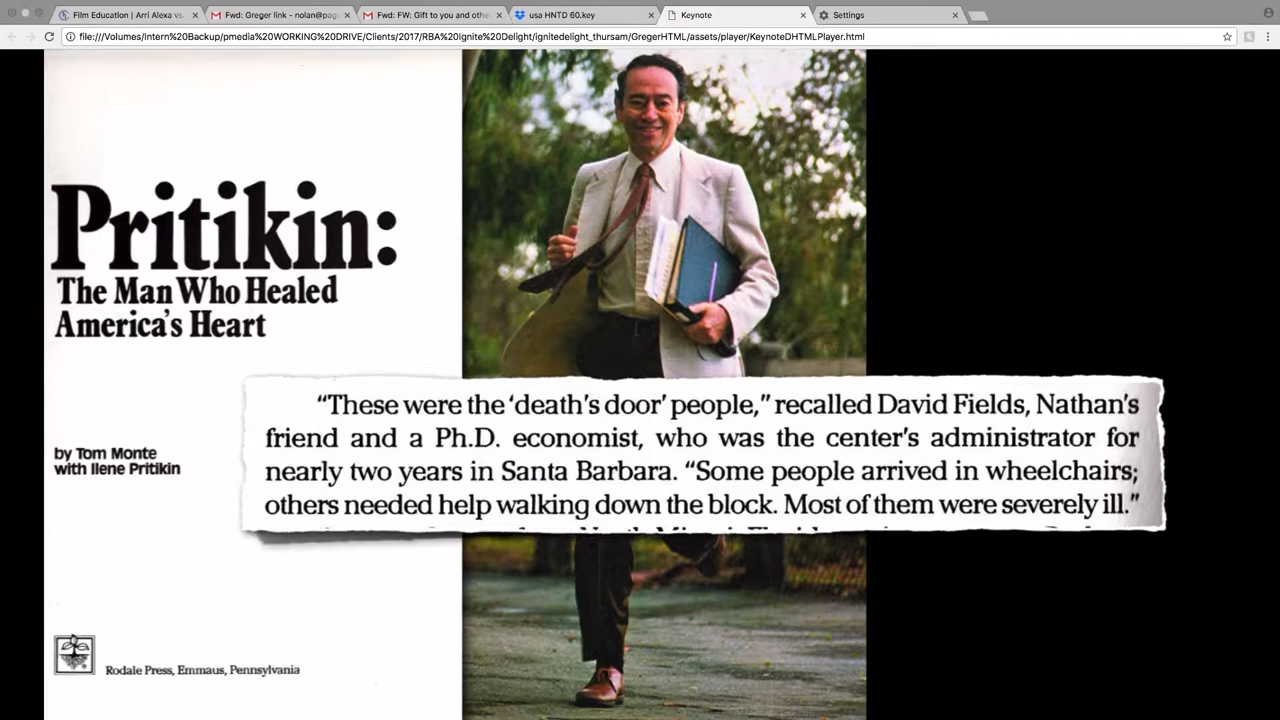 Film Education | Arri Alexa vs.
Fwd: Greger link - nolan@pag
Fwd: FW: Gift to you and othe
usa HNTD 60.key
Keynote
Settings
file:///Volumes/Intern%20Backup/pmedia%20WORKING%20DRIVE/Clients/2017/RBA%20Ignite%20Delight/ignitedelight_thursam/GregerHTML/assets/player/KeynoteDHTMLPlayer.html
Pritikin:
The Man Who Healed
America's Heart
“These were the ‘death’s door’ people,” recalled David Fields, Nathan’s
friend and a Ph.D. economist, who was the center’s administrator for
nearly two years in Santa Barbara. “Some people arrived in wheelchairs;
others needed help walking down the block. Most of them were severely ill.”
by Tom Monte
with Ilene Pritikin
Rodale Press, Emmaus, Pennsylvania